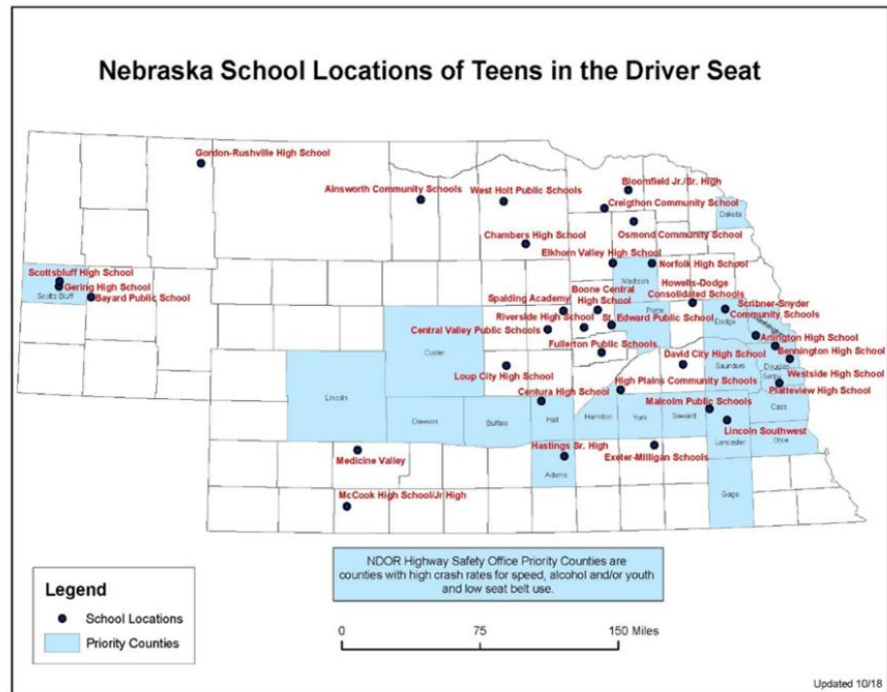 Nebraska School Locations of Teens in the Driver Seat
Gordon-Rushville High School
Ainsworth Community Schools
West Holt Public Schools
Bloomfield Jr./Sr. High
Creigthon Community School
Dakota
Osmond Community School
Chambers High School
Elkhorn Valley High School
Norfolk High School
Scottsbluff High School
Gering High School
Scotts Bluff
Bayard Public School
Madison
Howells-Dodge
Consolidated Schools
Boone Central
High School
Spalding Academy
Scribner-Snyder
Community Schools
Riverside High School
St. Edward Public School
Platte
Dodge
Washington
Central Valley Public Schools
Arlington High School
Fullerton Public Schools
Bennington High School
Custer
David City High School
Saunders
Douglas
Loup City High School
Westside High School
High Plains Community Schools
Sarpy
Platteview High School
Lincoln
Centura High School
Malcolm Public Schools
Cass
Dawson
Buffalo
Hall
Hamilton
York
Seward
Lincoln Southwest
Lancaster
Otoe
Medicine Valley
Hastings Sr. High
Exeter-Milligan Schools
Adams
McCook High School/Jr High
Gage
NDOR Highway Safety Office Priority Counties are
counties with high crash rates for speed, alcohol and/or youth
and low seat belt use.
Legend
School Locations
Priority Counties
0 75 150 Miles
Updated 10/18